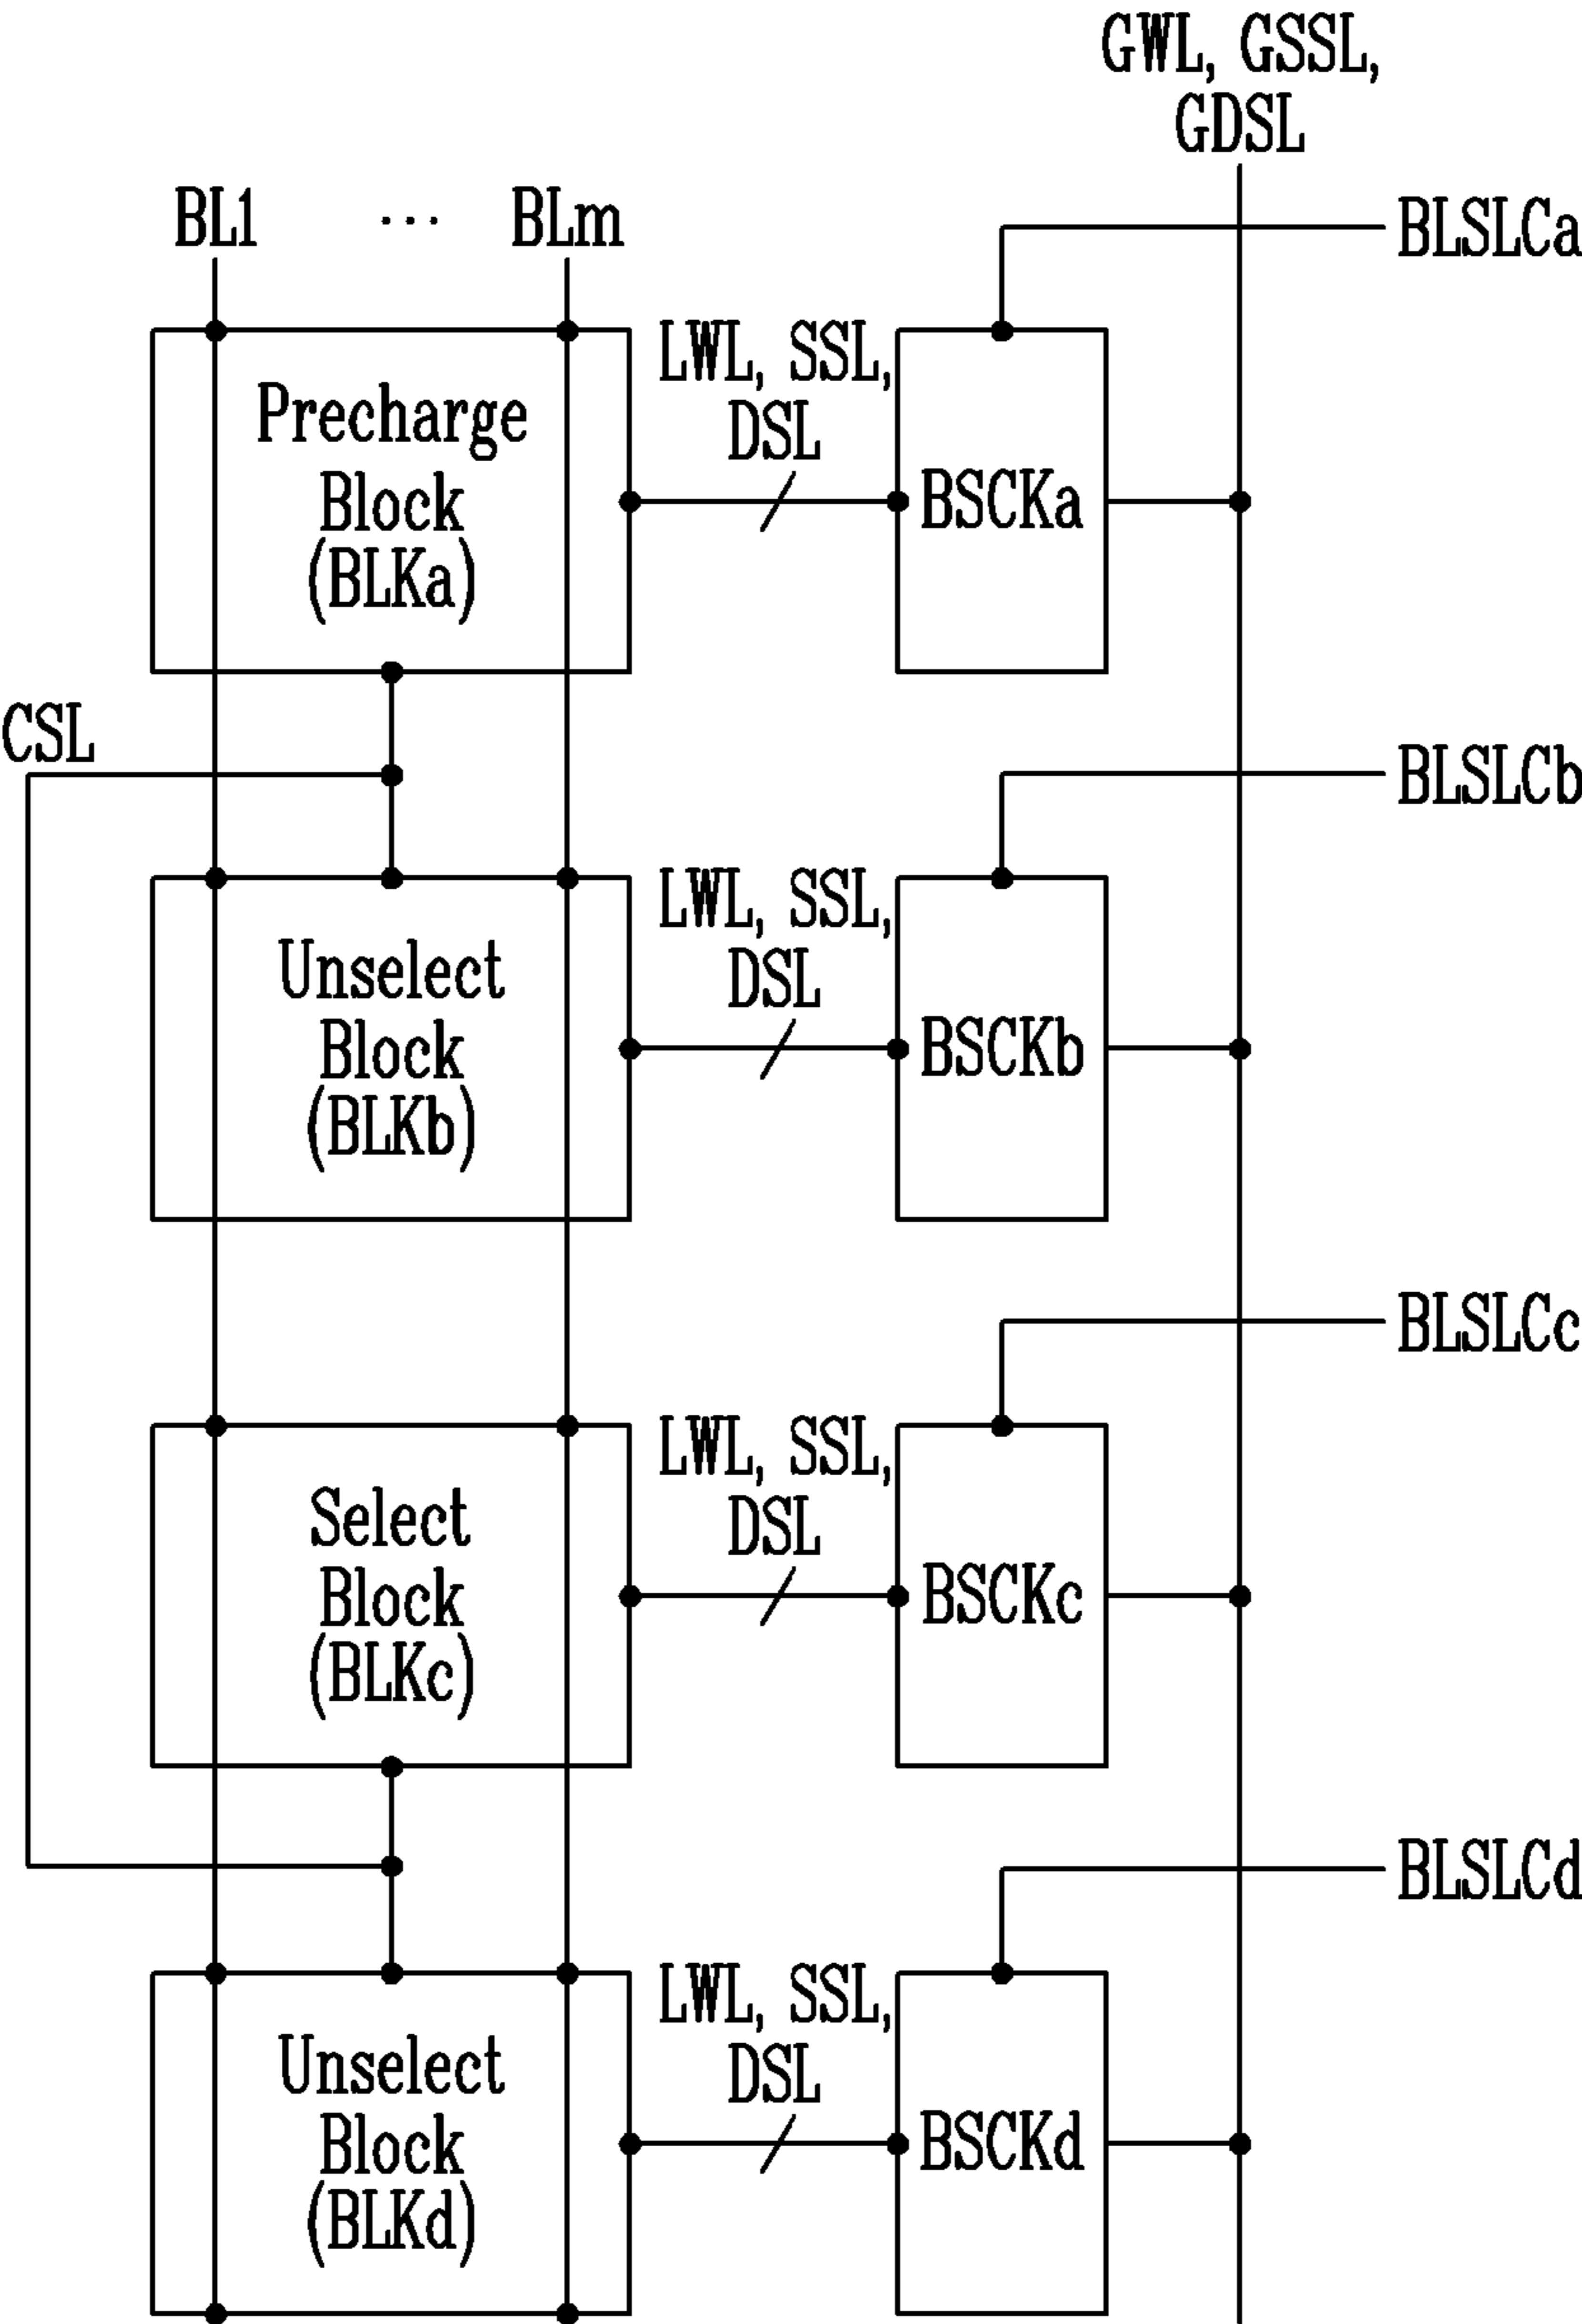 GWL, GSSL,
GDSL
BL1 ... BLm
BLSLCa
LWL, SSL,
DSL
Precharge
Block
(BLKa)
BSCKa
CSL
BLSLCb
LWL, SSL,
DSL
Unselect
Block
(BLKb)
BSCKb
BLSLCc
LWL, SSL,
DSL
Select
Block
(BLKc)
BSCKc
BLSLCd
LWL, SSL,
DSL
Unselect
Block
(BLKd)
BSCKd